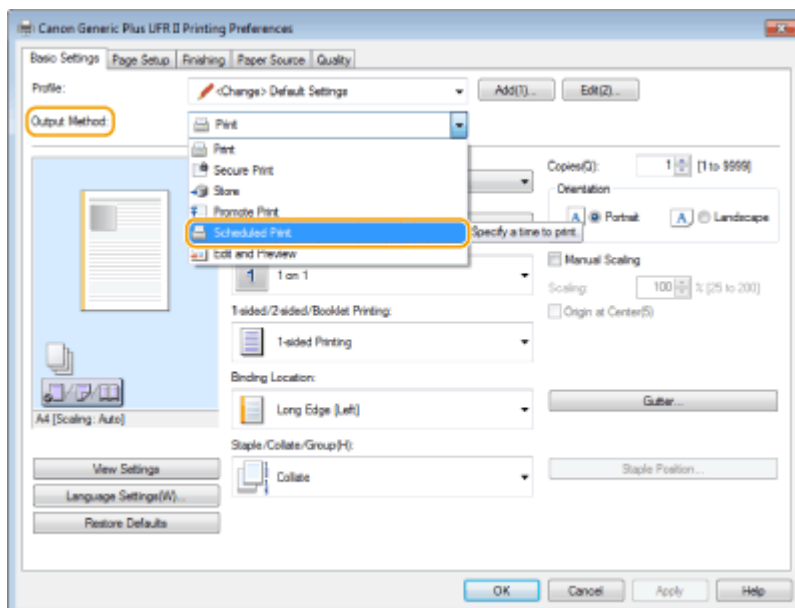 Canon Generic Plus UFR II Printing Preferences
Basic Settings Page Setup Finishing Paper Source Quality
Profile: <Change> Default Settings Add(1)... Edit(2)...
Output Method: Print
Print
Secure Print
Store
Promote Print
Scheduled Print
Specify a time to print.
Edit and Preview
Copies(Q): 1 [1 to 9999]
Orientation
A Portrait A Landscape
1 1 on 1
Manual Scaling
Scaling: 100 % [25 to 200]
1-sided/2-sided/Booklet Printing:
Origin at Center(5)
1-sided Printing
Binding Location:
Long Edge [Left]
Gutter...
A4 [Scaling: Auto]
Staple/Collate/Group(H):
View Settings
Collate
Staple Position...
Language Settings(W)...
Restore Defaults
OK Cancel Apply Help